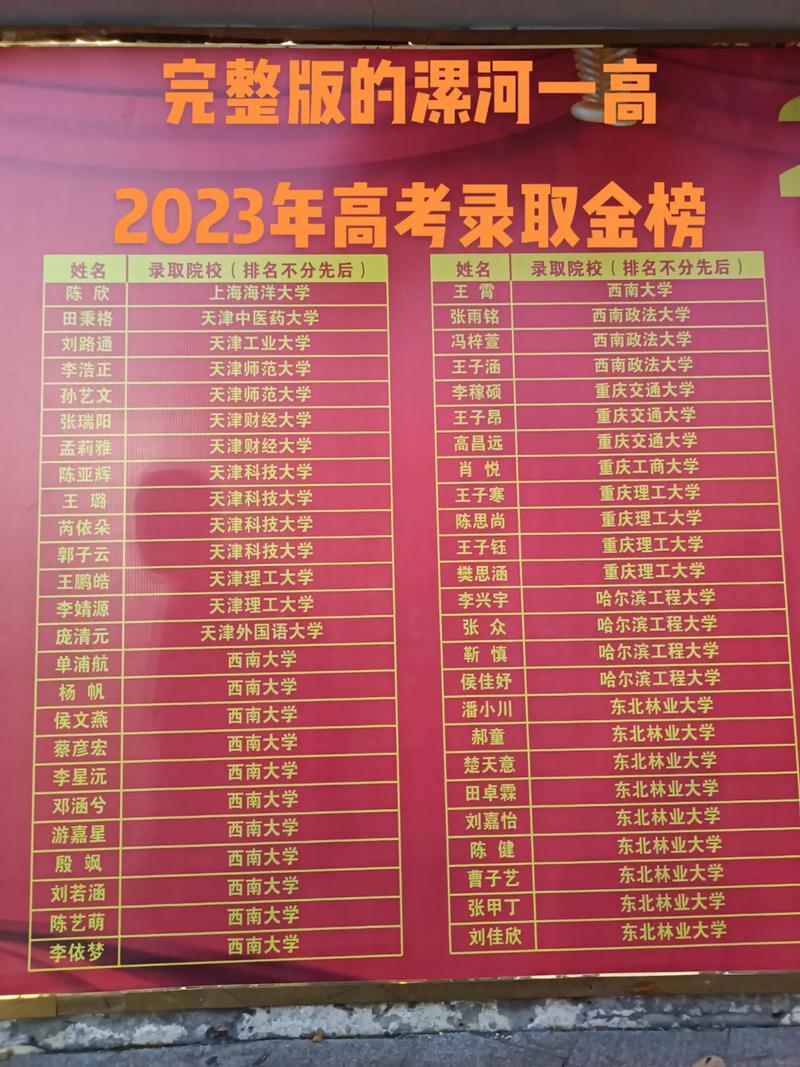 完整版的漯河一高
2023年高考录取金榜
姓名 录取院校（排名不分先后）
陈 欣 上海海洋大学
田秉格 天津中医药大学
刘路通 天津工业大学
李浩正 天津师范大学
孙艺文 天津师范大学
张瑞阳 天津财经大学
孟莉雅 天津财经大学
陈亚辉 天津科技大学
王 璐 天津科技大学
芮依朵 天津科技大学
郭子云 天津科技大学
王鹏皓 天津理工大学
李婧源 天津理工大学
庞清元 天津外国语大学
单浦航 西南大学
杨 帆 西南大学
侯文燕 西南大学
蔡彦宏 西南大学
李星沅 西南大学
邓涵兮 西南大学
游嘉星 西南大学
殷 飒 西南大学
刘若涵 西南大学
陈艺萌 西南大学
李依梦 西南大学
姓名 录取院校（排名不分先后）
王 霄 西南大学
张雨铭 西南政法大学
冯梓萱 西南政法大学
王子涵 西南政法大学
李稼硕 重庆交通大学
王子昂 重庆交通大学
高昌远 重庆交通大学
肖 悦 重庆工商大学
王子寒 重庆理工大学
陈思尚 重庆理工大学
王子钰 重庆理工大学
樊思涵 重庆理工大学
李兴宇 哈尔滨工程大学
张 众 哈尔滨工程大学
靳 慎 哈尔滨工程大学
侯佳妤 哈尔滨工程大学
潘小川 东北林业大学
郝童 东北林业大学
楚天意 东北林业大学
田卓霖 东北林业大学
刘嘉怡 东北林业大学
陈 健 东北林业大学
曹子艺 东北林业大学
张甲丁 东北林业大学
刘佳欣 东北林业大学